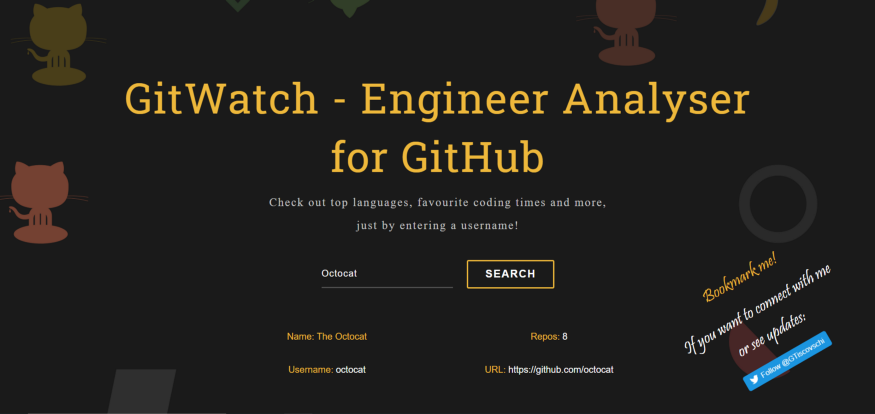 GitWatch - Engineer Analyser
for GitHub
Check out top languages, favourite coding times and more,
just by entering a username!
Octocat
SEARCH
Bookmark me!
If you want to connect with me
or see updates:
Follow @GTiscovschi
Name: The Octocat
Repos: 8
Username: octocat
URL: https://github.com/octocat